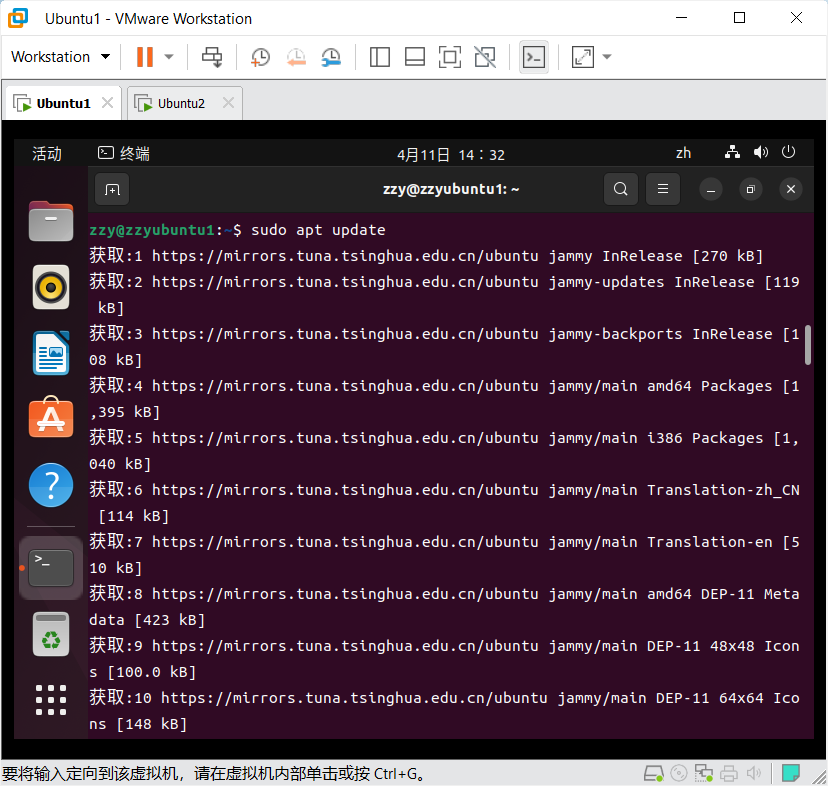 Ubuntu1 - VMware Workstation
Workstation
Ubuntu1
Ubuntu2
活动
终端
4月11日 14：32
zh
zzy@zzyubuntu1: ~
zzy@zzyubuntu1:~$ sudo apt update
获取:1 https://mirrors.tuna.tsinghua.edu.cn/ubuntu jammy InRelease [270 kB]
获取:2 https://mirrors.tuna.tsinghua.edu.cn/ubuntu jammy-updates InRelease [119
 kB]
获取:3 https://mirrors.tuna.tsinghua.edu.cn/ubuntu jammy-backports InRelease [1
08 kB]
获取:4 https://mirrors.tuna.tsinghua.edu.cn/ubuntu jammy/main amd64 Packages [1
,395 kB]
获取:5 https://mirrors.tuna.tsinghua.edu.cn/ubuntu jammy/main i386 Packages [1,
040 kB]
获取:6 https://mirrors.tuna.tsinghua.edu.cn/ubuntu jammy/main Translation-zh_CN
 [114 kB]
获取:7 https://mirrors.tuna.tsinghua.edu.cn/ubuntu jammy/main Translation-en [5
10 kB]
获取:8 https://mirrors.tuna.tsinghua.edu.cn/ubuntu jammy/main amd64 DEP-11 Meta
data [423 kB]
获取:9 https://mirrors.tuna.tsinghua.edu.cn/ubuntu jammy/main DEP-11 48x48 Icon
s [100.0 kB]
获取:10 https://mirrors.tuna.tsinghua.edu.cn/ubuntu jammy/main DEP-11 64x64 Ico
ns [148 kB]
要将输入定向到该虚拟机，请在虚拟机内部单击或按 Ctrl+G。